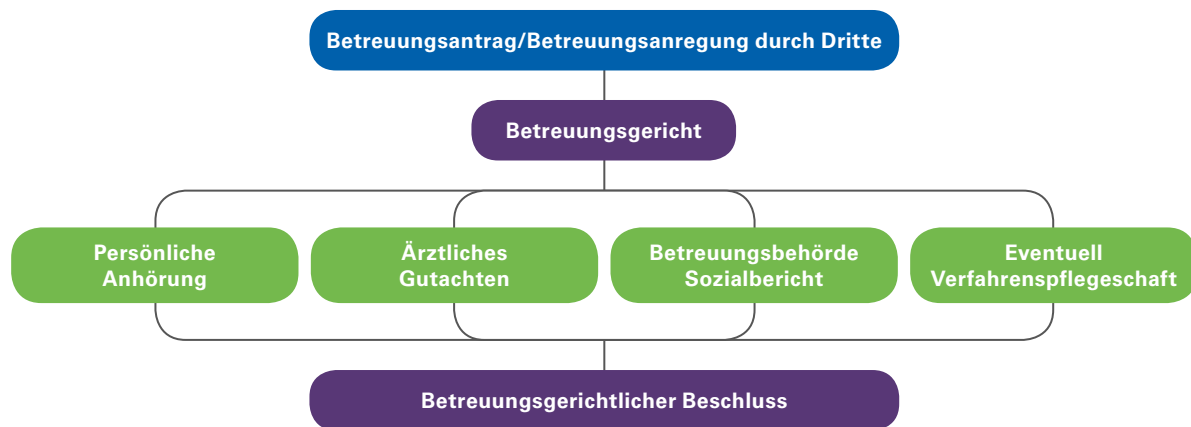 Betreuungsantrag/Betreuungsanregung durch Dritte
Betreuungsgericht
Persönliche
Anhörung
Ärztliches
Gutachten
Betreuungsbehörde
Sozialbericht
Eventuell
Verfahrenspflegeschaft
Betreuungsgerichtlicher Beschluss